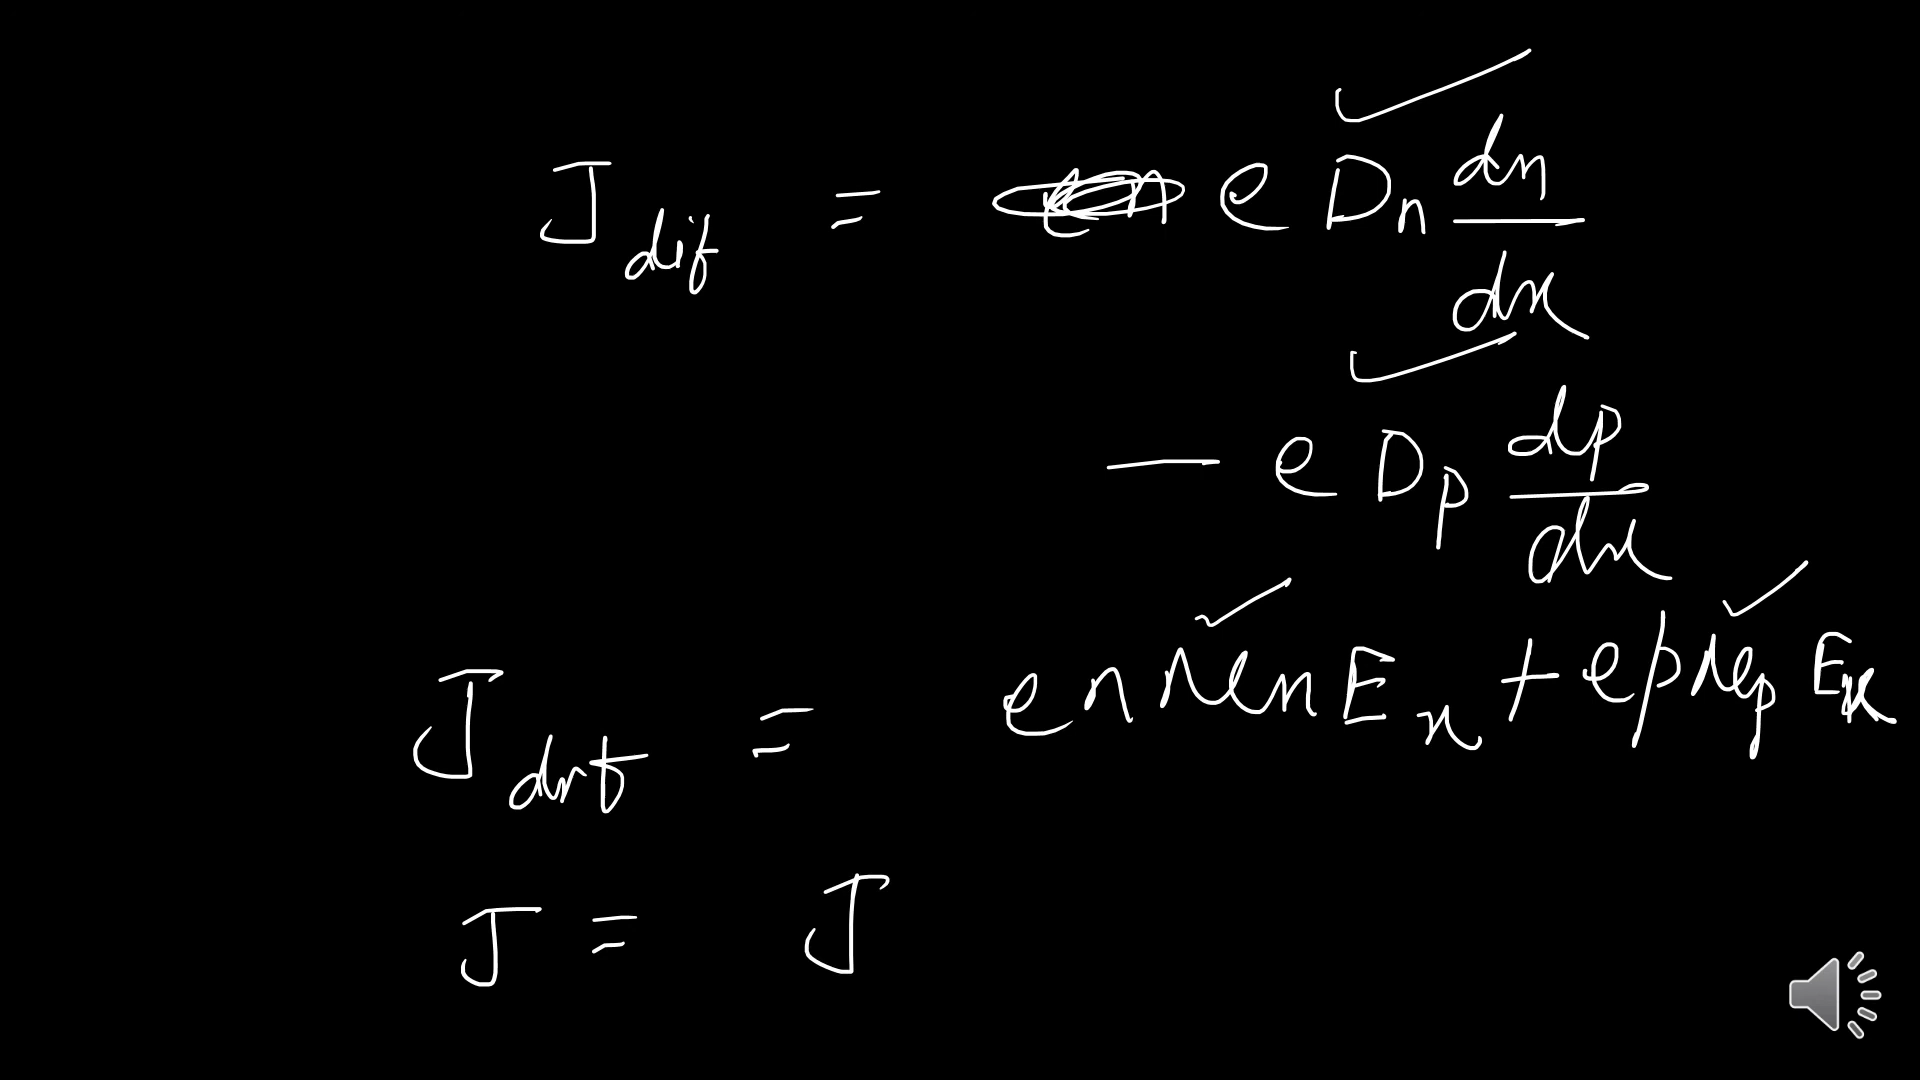 J_dif = e D_n dn/dx
— e D_p dp/dx
J_drf = e n μ_n E_x + e p μ_p E_x
J = J